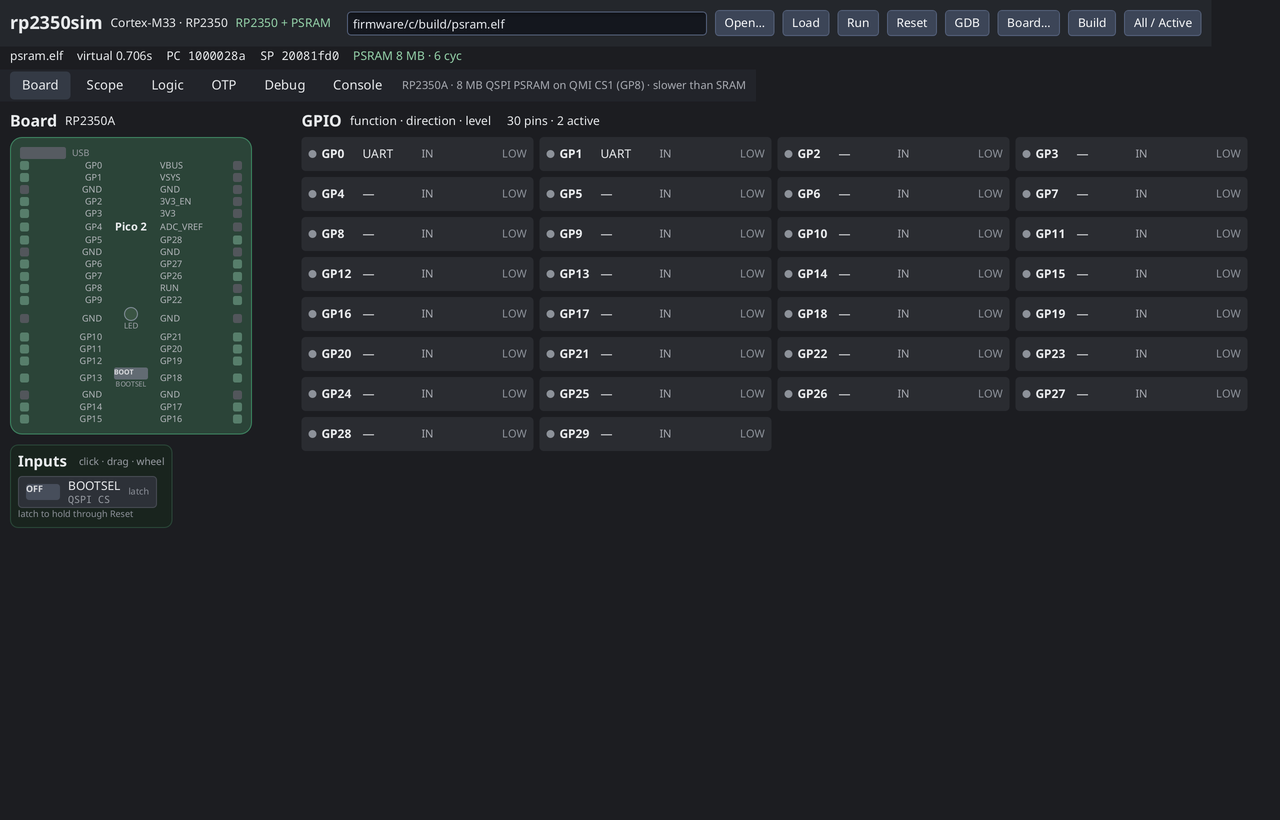 rp2350sim Cortex-M33 · RP2350 RP2350 + PSRAM firmware/c/build/psram.elf Open... Load Run Reset GDB Board... Build All / Active
psram.elf virtual 0.706s PC 1000028a SP 20081fd0 PSRAM 8 MB · 6 cyc
Board Scope Logic OTP Debug Console RP2350A · 8 MB QSPI PSRAM on QMI CS1 (GP8) · slower than SRAM
Board RP2350A
USB
GP0 VBUS
GP1 VSYS
GND GND
GP2 3V3_EN
GP3 3V3
GP4 Pico 2 ADC_VREF
GP5 GP28
GND GND
GP6 GP27
GP7 GP26
GP8 RUN
GP9 GP22
GND GND
LED
GP10 GP21
GP11 GP20
GP12 GP19
BOOT
GP13 GP18
BOOTSEL
GND GND
GP14 GP17
GP15 GP16
Inputs click · drag · wheel
OFF BOOTSEL latch
QSPI CS
latch to hold through Reset
GPIO function · direction · level 30 pins · 2 active
GP0 UART IN LOW GP1 UART IN LOW GP2 — IN LOW GP3 — IN LOW
GP4 — IN LOW GP5 — IN LOW GP6 — IN LOW GP7 — IN LOW
GP8 — IN LOW GP9 — IN LOW GP10 — IN LOW GP11 — IN LOW
GP12 — IN LOW GP13 — IN LOW GP14 — IN LOW GP15 — IN LOW
GP16 — IN LOW GP17 — IN LOW GP18 — IN LOW GP19 — IN LOW
GP20 — IN LOW GP21 — IN LOW GP22 — IN LOW GP23 — IN LOW
GP24 — IN LOW GP25 — IN LOW GP26 — IN LOW GP27 — IN LOW
GP28 — IN LOW GP29 — IN LOW